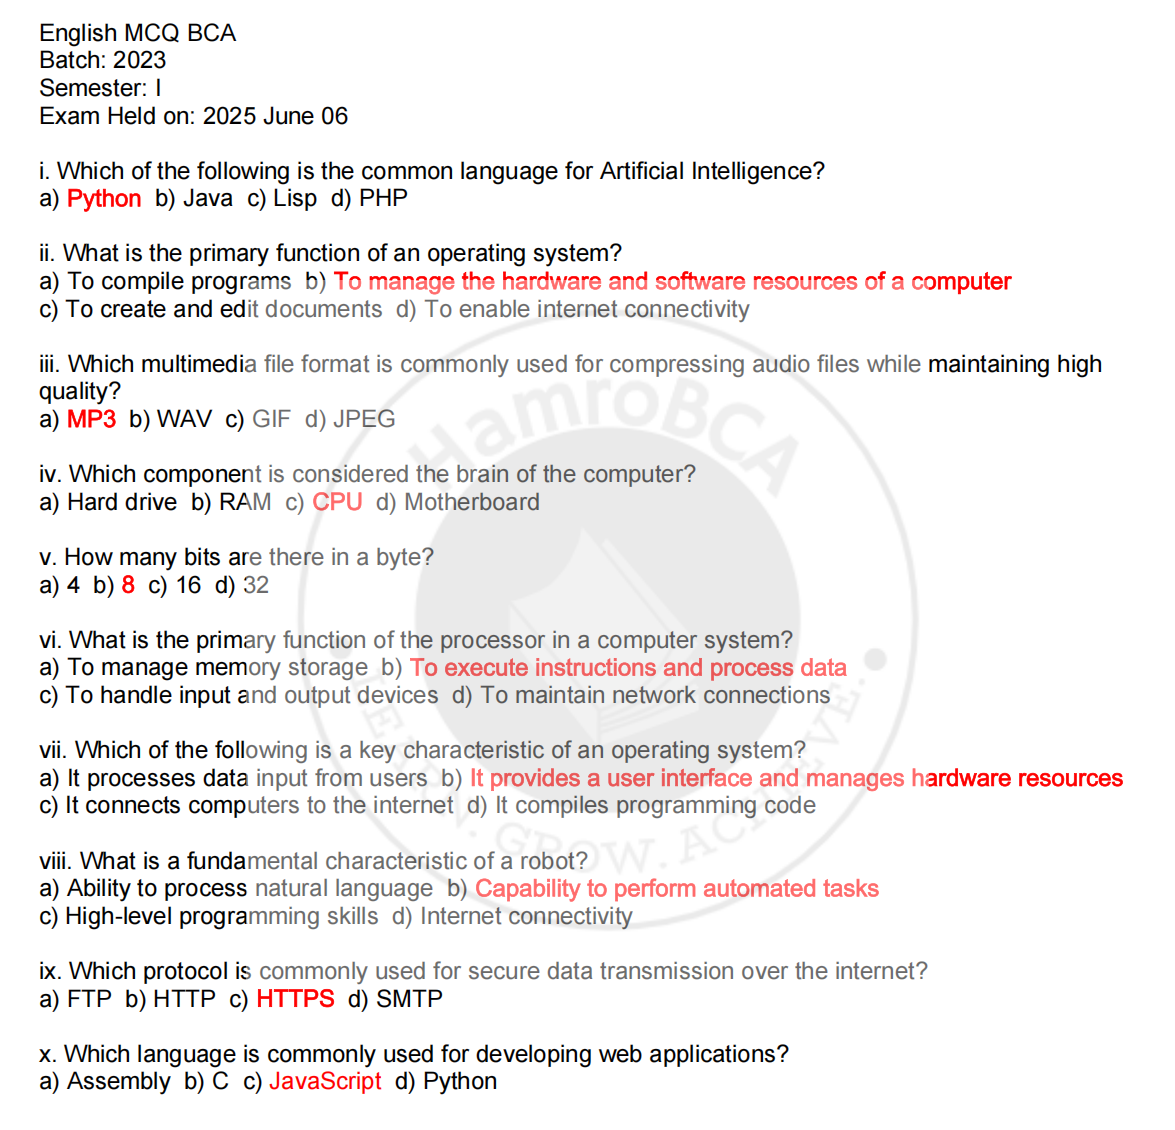 English MCQ BCA
Batch: 2023
Semester: I
Exam Held on: 2025 June 06
i. Which of the following is the common language for Artificial Intelligence?
a) Python b) Java c) Lisp d) PHP
ii. What is the primary function of an operating system?
a) To compile programs b) To manage the hardware and software resources of a computer
c) To create and edit documents d) To enable internet connectivity
iii. Which multimedia file format is commonly used for compressing audio files while maintaining high
quality?
a) MP3 b) WAV c) GIF d) JPEG
iv. Which component is considered the brain of the computer?
a) Hard drive b) RAM c) CPU d) Motherboard
v. How many bits are there in a byte?
a) 4 b) 8 c) 16 d) 32
vi. What is the primary function of the processor in a computer system?
a) To manage memory storage b) To execute instructions and process data
c) To handle input and output devices d) To maintain network connections
vii. Which of the following is a key characteristic of an operating system?
a) It processes data input from users b) It provides a user interface and manages hardware resources
c) It connects computers to the internet d) It compiles programming code
viii. What is a fundamental characteristic of a robot?
a) Ability to process natural language b) Capability to perform automated tasks
c) High-level programming skills d) Internet connectivity
ix. Which protocol is commonly used for secure data transmission over the internet?
a) FTP b) HTTP c) HTTPS d) SMTP
x. Which language is commonly used for developing web applications?
a) Assembly b) C c) JavaScript d) Python
HamroBCA
LEARN. GROW. ACHIEVE.